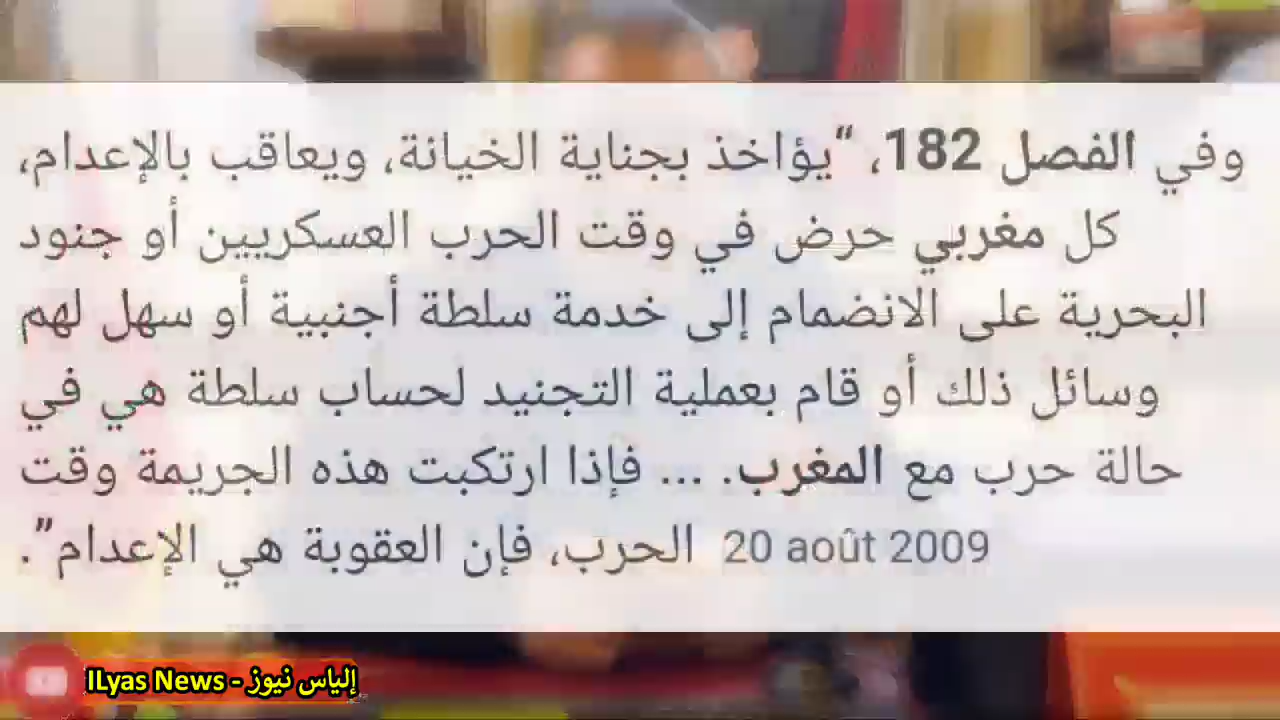 وفي الفصل 182، “يؤاخذ بجناية الخيانة، ويعاقب بالإعدام،
كل مغربي حرض في وقت الحرب العسكريين أو جنود
البحرية على الانضمام إلى خدمة سلطة أجنبية أو سهل لهم
وسائل ذلك أو قام بعملية التجنيد لحساب سلطة هي في
حالة حرب مع المغرب. ... فإذا ارتكبت هذه الجريمة وقت
20 août 2009 الحرب، فإن العقوبة هي الإعدام”.
ILyas News - إلياس نيوز